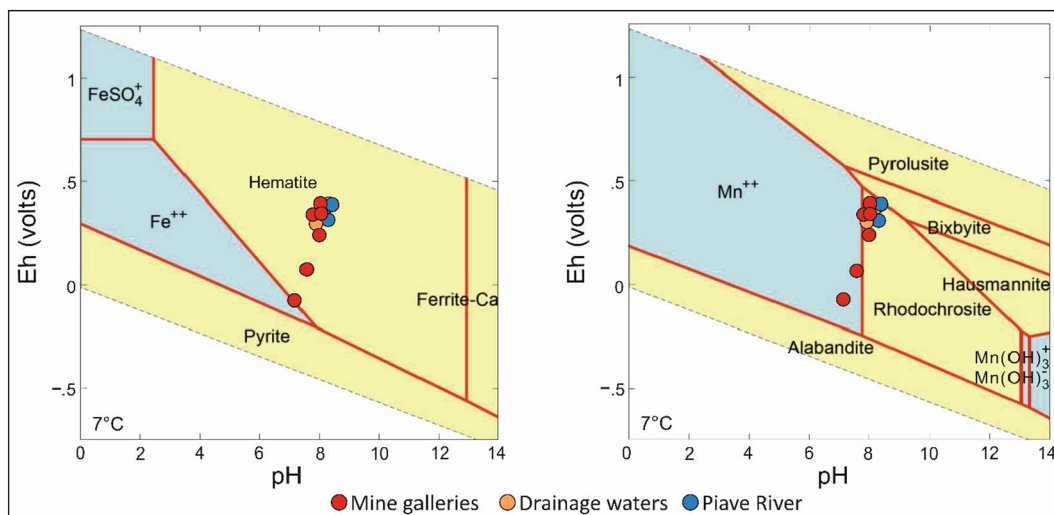 1
.5
0
−.5
Eh (volts)
FeSO₄⁺
Fe⁺⁺
Hematite
Ferrite-Ca
Pyrite
7°C
0 2 4 6 8 10 12 14
pH
1
.5
0
−.5
Eh (volts)
Mn⁺⁺
Pyrolusite
Bixbyite
Hausmannite
Rhodochrosite
Alabandite
Mn(OH)₃⁺
Mn(OH)₃⁻
7°C
0 2 4 6 8 10 12 14
pH
Mine galleries Drainage waters Piave River